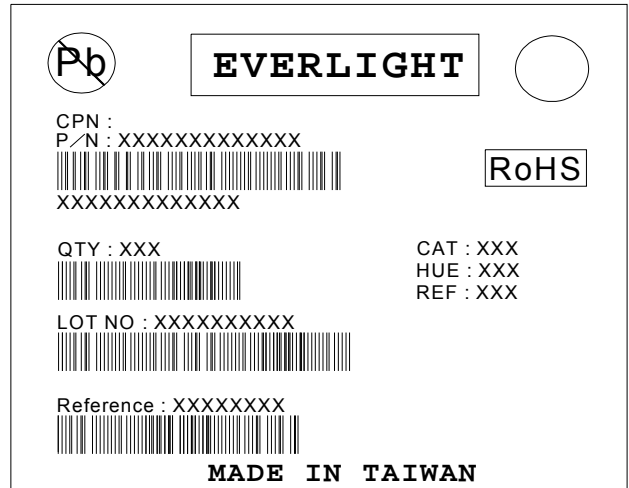 Pb
EVERLIGHT
CPN :
P/N : XXXXXXXXXXXXX
RoHS
XXXXXXXXXXXXX
QTY : XXX
CAT : XXX
HUE : XXX
REF : XXX
LOT NO : XXXXXXXXXX
Reference : XXXXXXXX
MADE IN TAIWAN